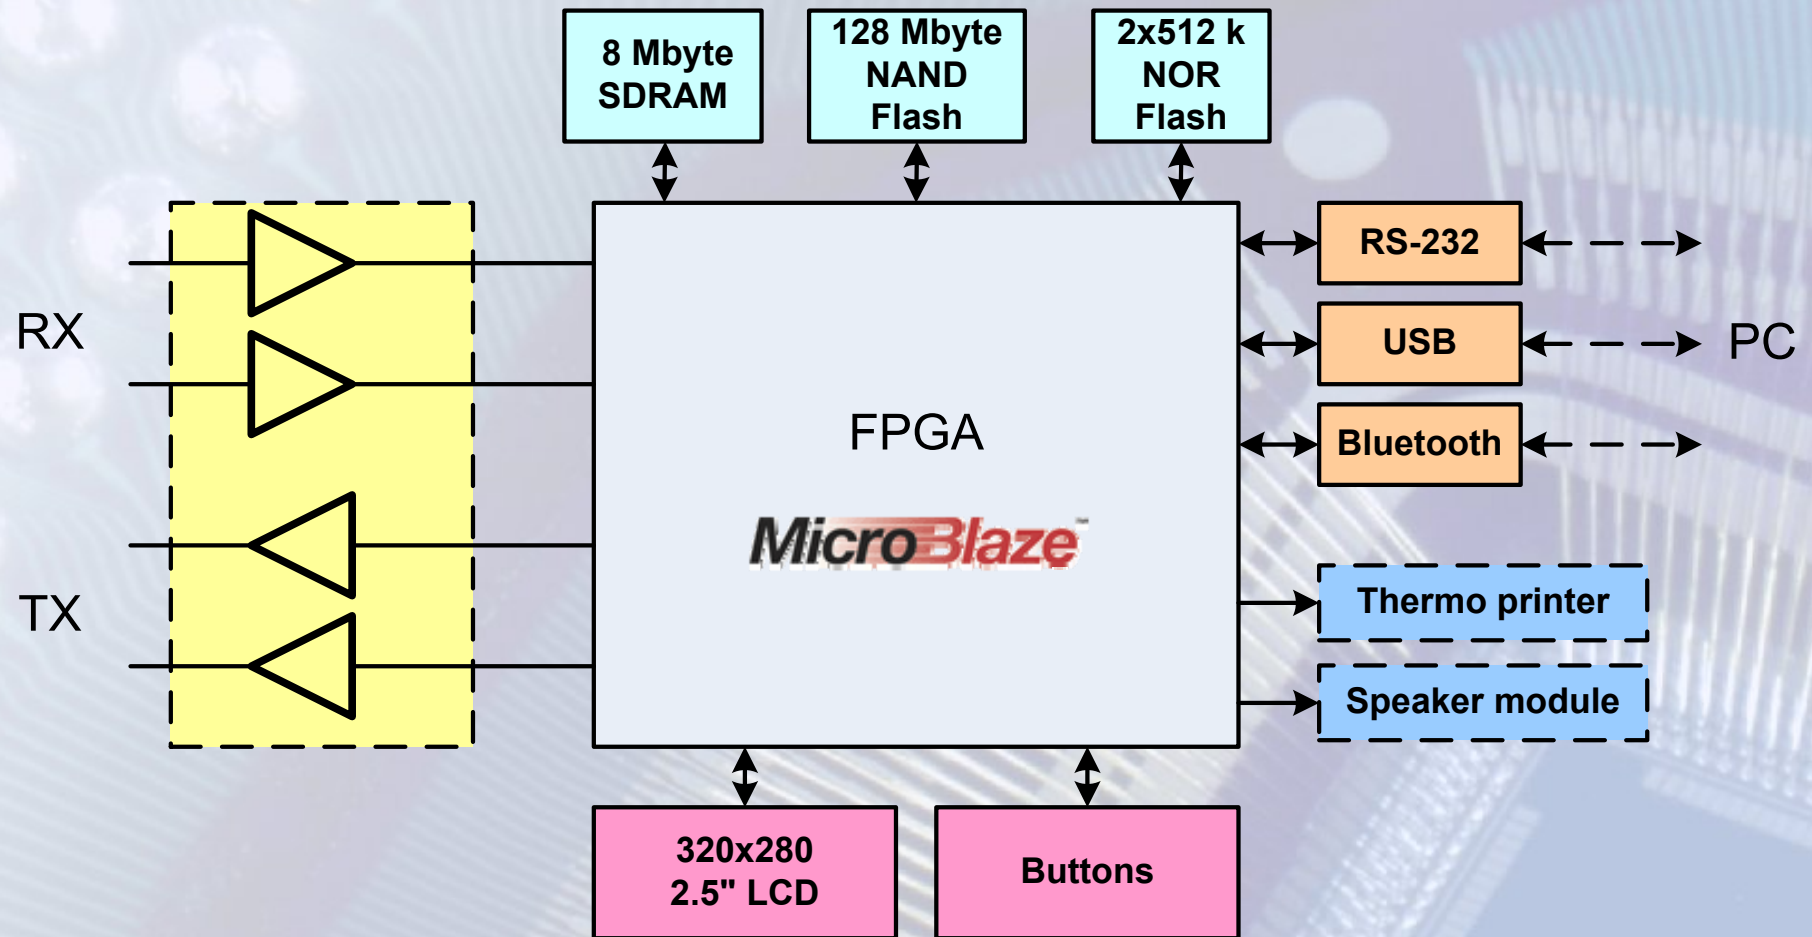 8 Mbyte
SDRAM
128 Mbyte
NAND
Flash
2x512 k
NOR
Flash
RX
TX
FPGA
MicroBlaze™
RS-232
USB
Bluetooth
PC
Thermo printer
Speaker module
320x280
2.5" LCD
Buttons